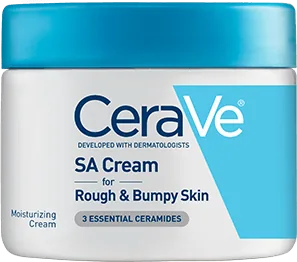 CeraVe®
DEVELOPED WITH DERMATOLOGISTS
SA Cream
for
Rough & Bumpy Skin
3 ESSENTIAL CERAMIDES
Moisturizing
Cream